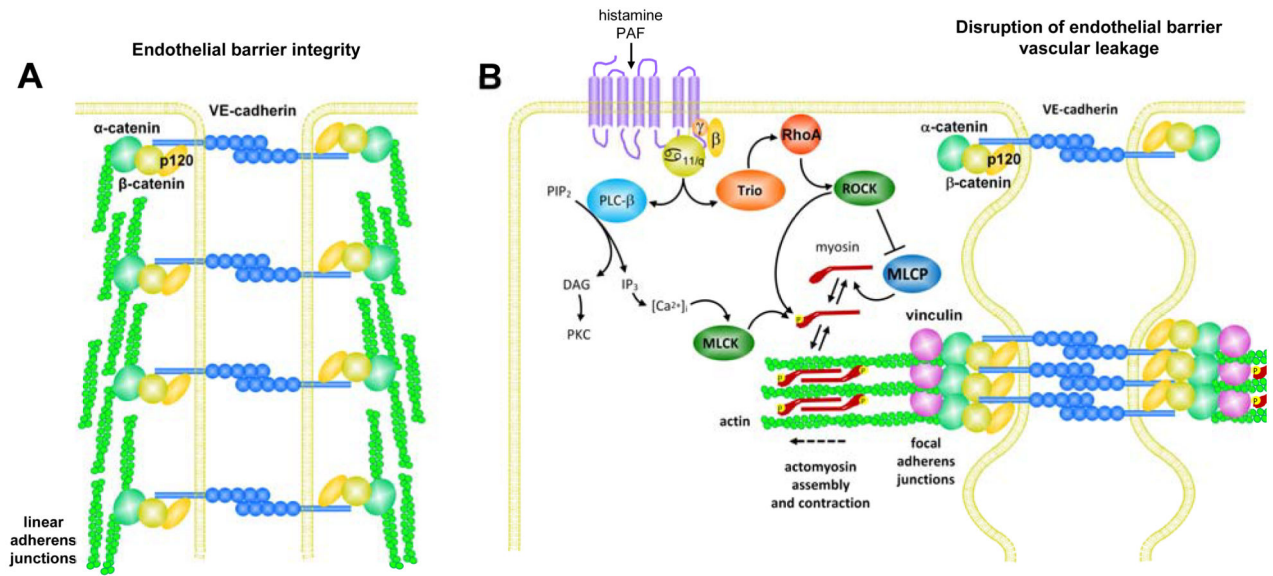 A
Endothelial barrier integrity
VE-cadherin
α-catenin
p120
β-catenin
linear
adherens
junctions
B
histamine
PAF
Disruption of endothelial barrier
vascular leakage
γ
β
♋11/q
RhoA
Trio
ROCK
PIP2
PLC-β
DAG
IP3
[Ca2+]i
PKC
MLCK
myosin
MLCP
P
vinculin
P
P
P
P
actin
actomyosin
assembly
and contraction
focal
adherens
junctions
VE-cadherin
α-catenin
p120
β-catenin
P
P